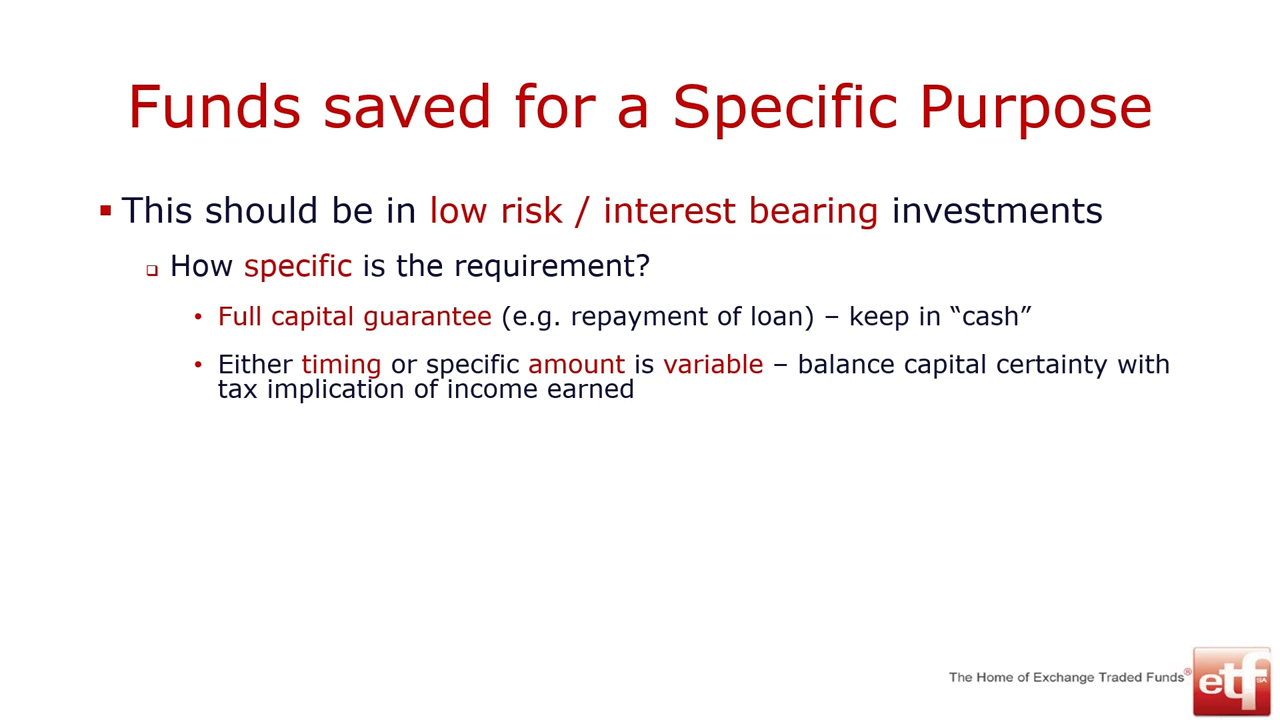 Funds saved for a Specific Purpose
▪ This should be in low risk / interest bearing investments
❑ How specific is the requirement?
• Full capital guarantee (e.g. repayment of loan) – keep in “cash”
• Either timing or specific amount is variable – balance capital certainty with
tax implication of income earned
The Home of Exchange Traded Funds®
etf
SA